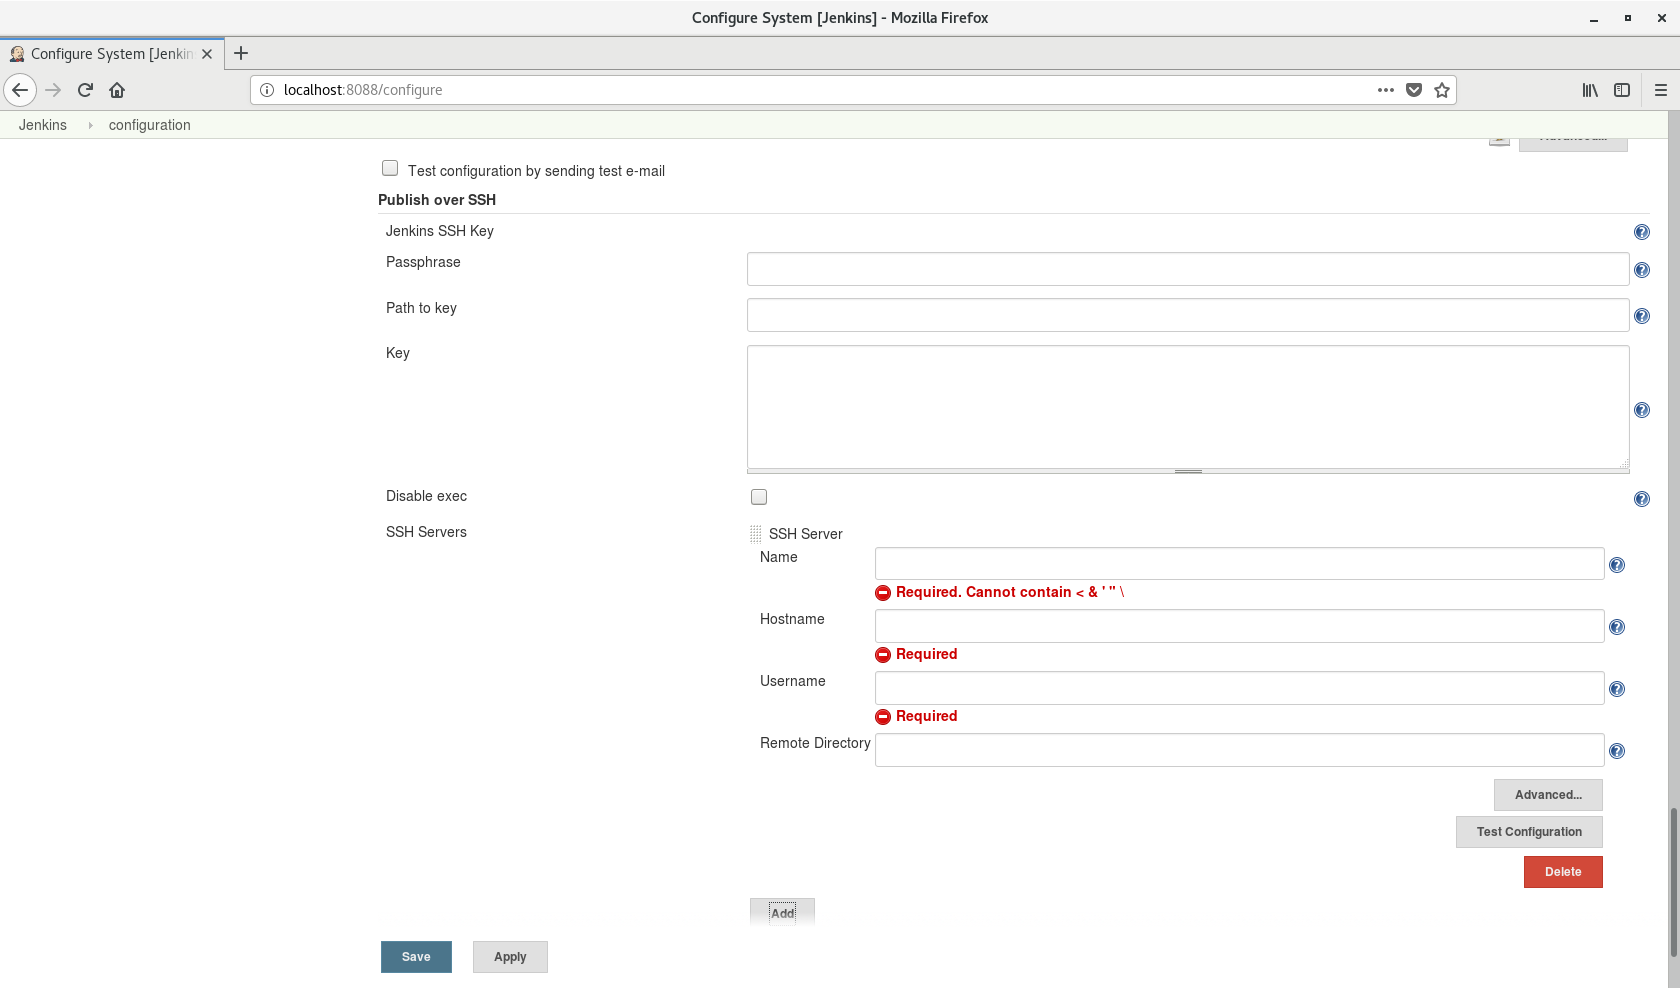 Configure System [Jenkins] - Mozilla Firefox
Configure System [Jenkin
localhost:8088/configure
Jenkins
configuration
Test configuration by sending test e-mail
Publish over SSH
Jenkins SSH Key
Passphrase
Path to key
Key
Disable exec
SSH Servers
SSH Server
Name
Required. Cannot contain < & ' " \
Hostname
Required
Username
Required
Remote Directory
Advanced...
Test Configuration
Delete
Add
Save
Apply